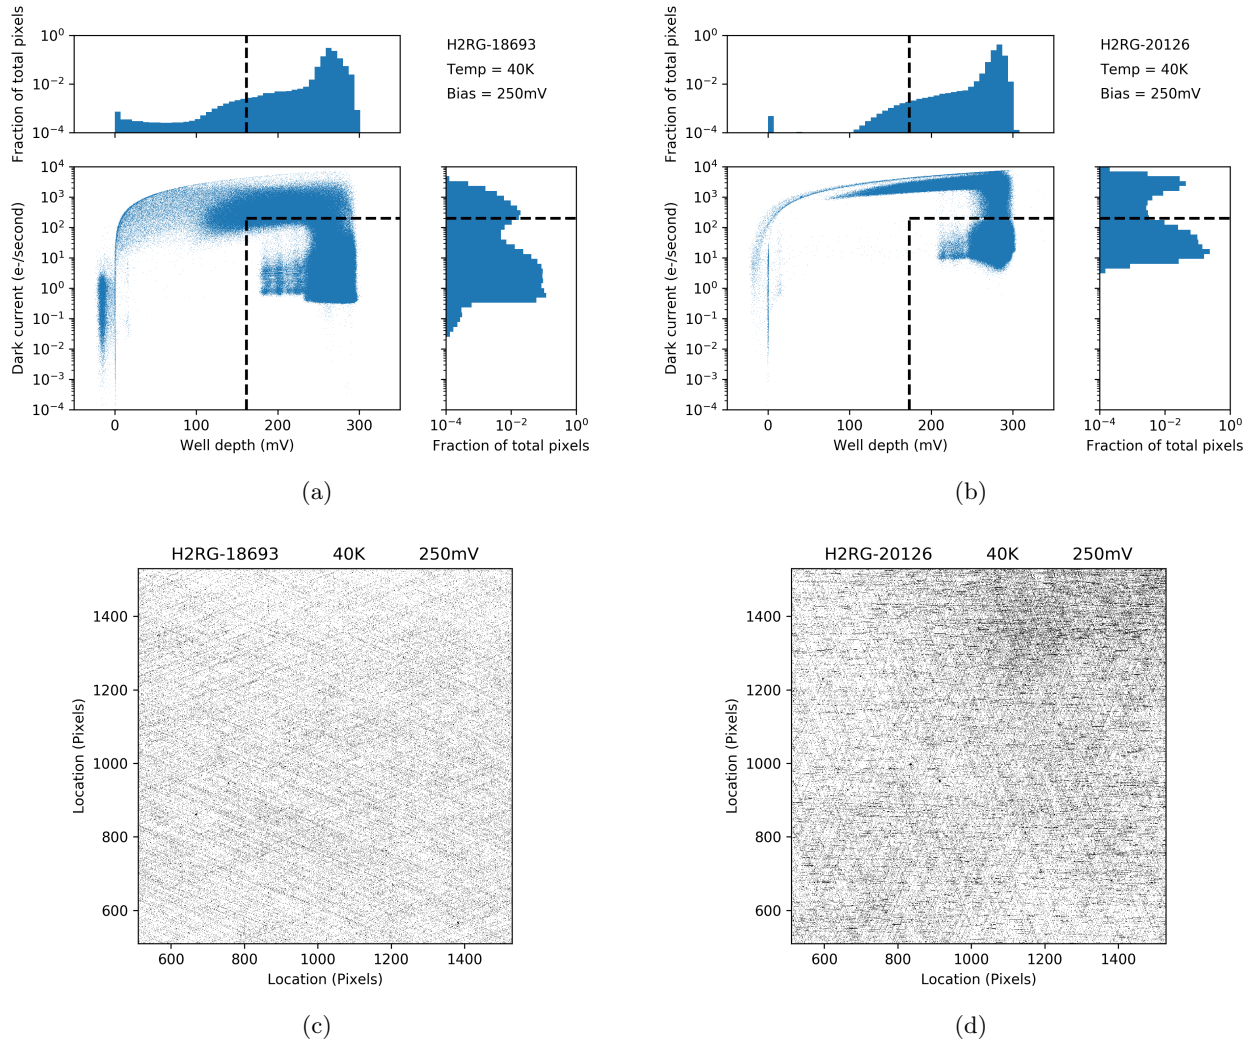 Fraction of total pixels
10^0
10^−2
10^−4
H2RG-18693
Temp = 40K
Bias = 250mV
Dark current (e-/second)
10^4
10^3
10^2
10^1
10^0
10^−1
10^−2
10^−3
10^−4
0 100 200 300
Well depth (mV)
10^−4 10^−2 10^0
Fraction of total pixels
(a)
Fraction of total pixels
10^0
10^−2
10^−4
H2RG-20126
Temp = 40K
Bias = 250mV
Dark current (e-/second)
10^4
10^3
10^2
10^1
10^0
10^−1
10^−2
10^−3
10^−4
0 100 200 300
Well depth (mV)
10^−4 10^−2 10^0
Fraction of total pixels
(b)
H2RG-18693 40K 250mV
Location (Pixels)
1400
1200
1000
800
600
600 800 1000 1200 1400
Location (Pixels)
(c)
H2RG-20126 40K 250mV
Location (Pixels)
1400
1200
1000
800
600
600 800 1000 1200 1400
Location (Pixels)
(d)